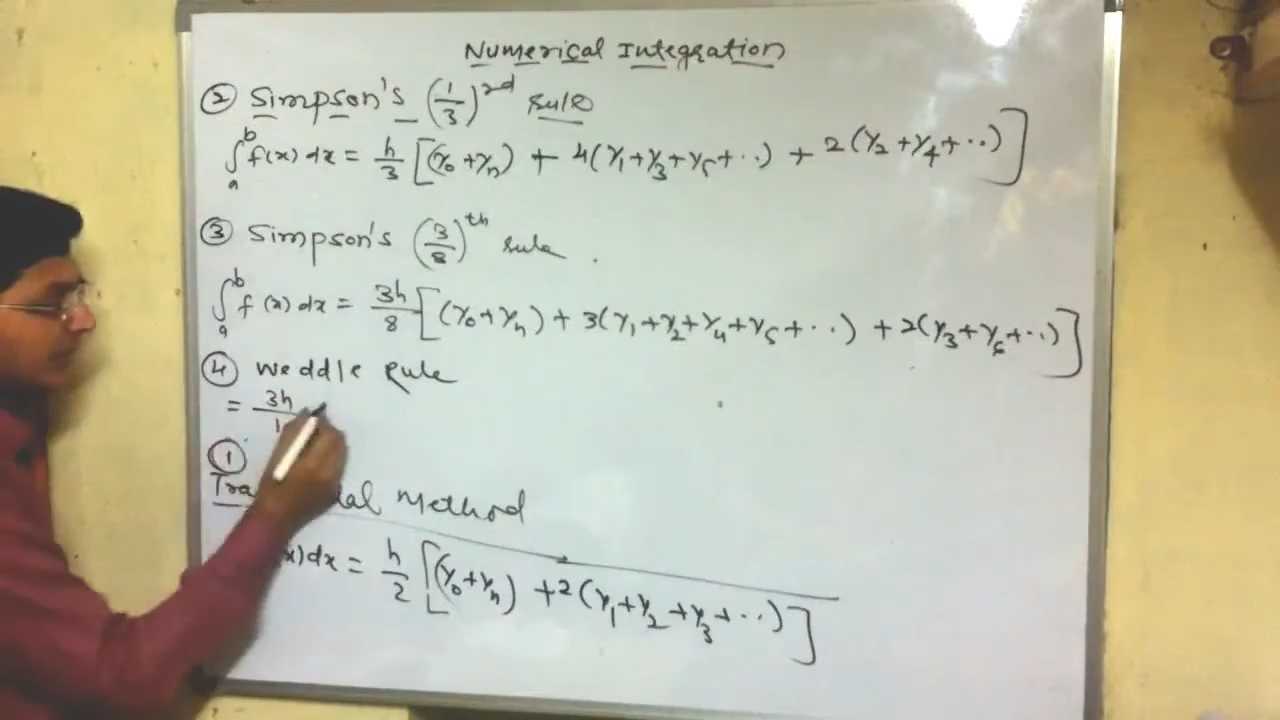 Numerical Integration
② Simpson's (1/3)^2d rule
∫_a^b f(x) dx = h/3 [(y₀+yₙ) + 4(y₁+y₃+y₅+··) + 2(y₂+y₄+··)]
③ Simpson's (3/8)^th rule .
∫_a^b f(x) dx = 3h/8 [(y₀+yₙ) + 3(y₁+y₂+y₄+y₅+··) + 2(y₃+y₆+··)]
④ Weddle Rule
= 3h/1
①
Method
x)dx = h/2 [(y₀+yₙ) + 2(y₁+y₂+y₃+··)]